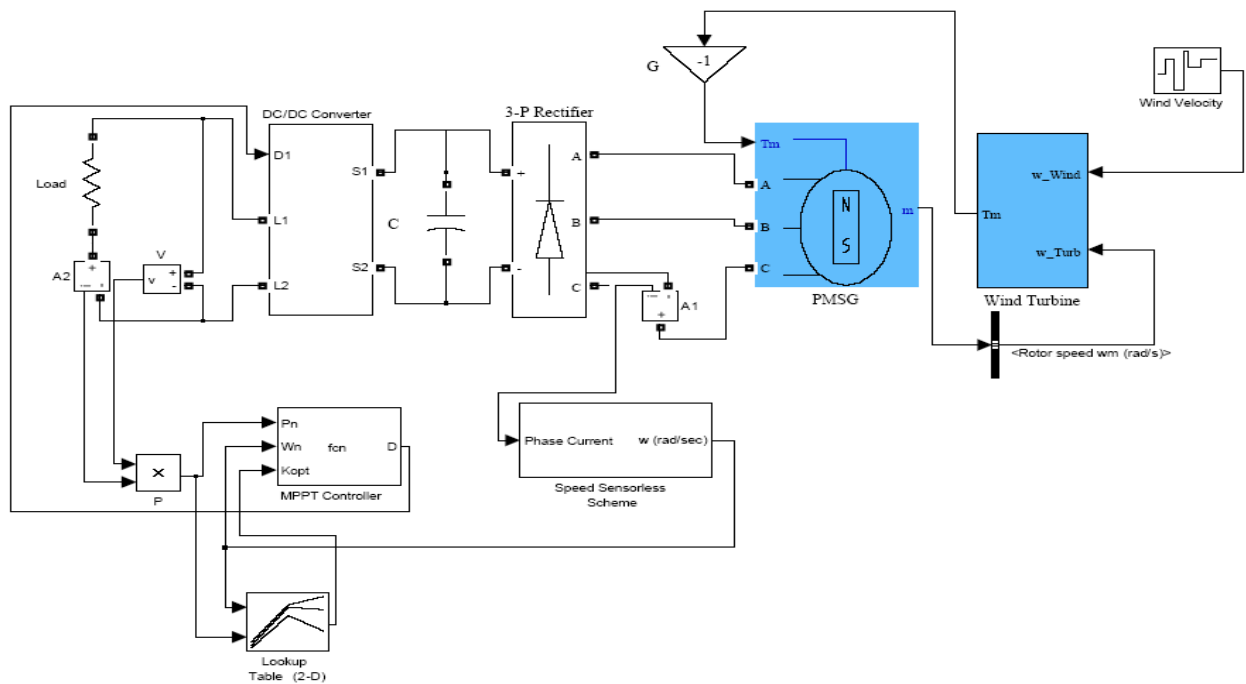 G
-1
Wind Velocity
DC/DC Converter
3-P Rectifier
D1
S1
L1
S2
L2
Load
A2
+
i
-
V
v
+
-
C
+
-
A
B
C
i
-
+
A1
Tm
A
B
C
m
N
S
PMSG
Tm
w_Wind
w_Turb
Wind Turbine
<Rotor speed wm (rad/s)>
Pn
Wn
Kopt
fcn
D
MPPT Controller
×
P
Phase Current
w (rad/sec)
Speed Sensorless
Scheme
Lookup
Table (2-D)